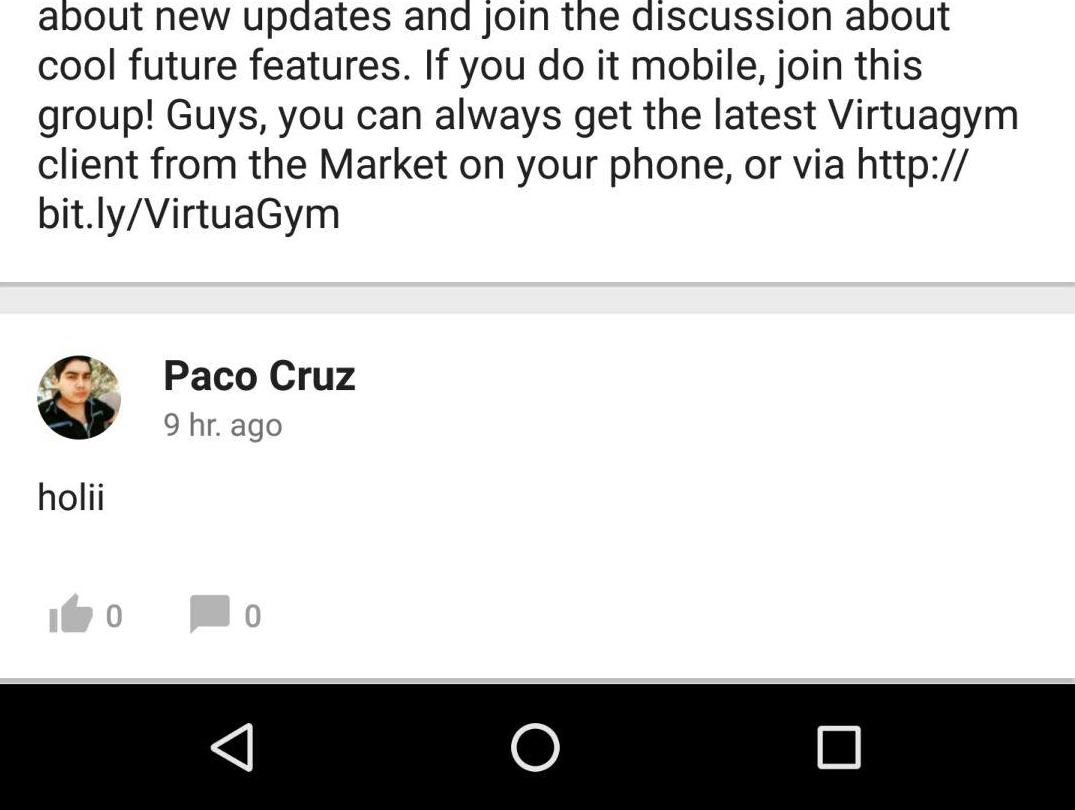 about new updates and join the discussion about
cool future features. If you do it mobile, join this
group! Guys, you can always get the latest Virtuagym
client from the Market on your phone, or via http://
bit.ly/VirtuaGym
Paco Cruz
9 hr. ago
holii
0 0